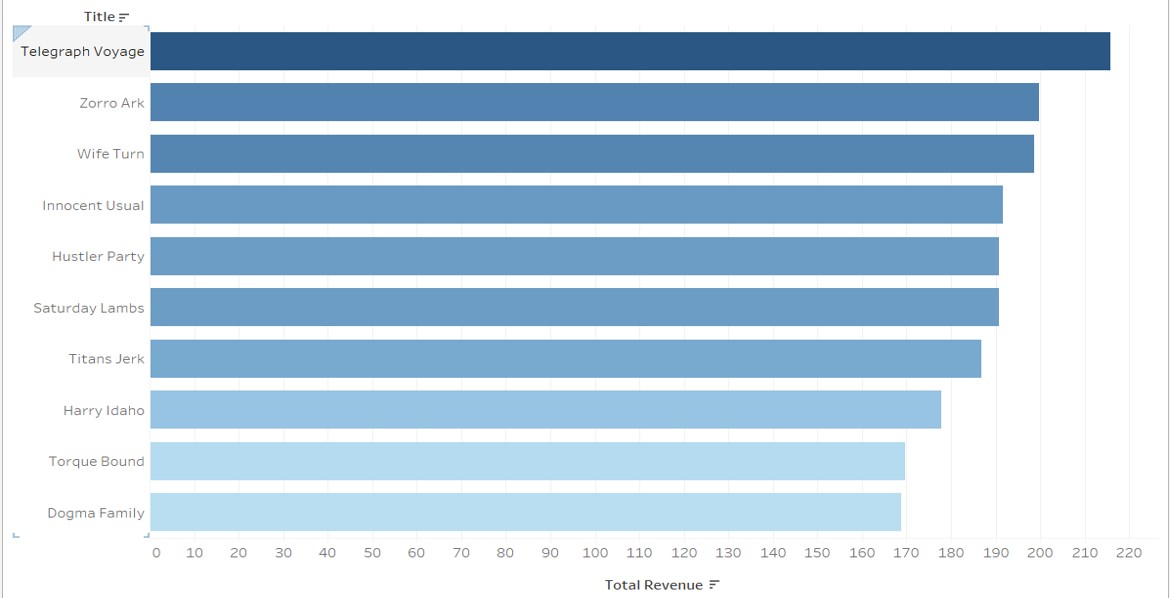 Title
Telegraph Voyage
Zorro Ark
Wife Turn
Innocent Usual
Hustler Party
Saturday Lambs
Titans Jerk
Harry Idaho
Torque Bound
Dogma Family
0 10 20 30 40 50 60 70 80 90 100 110 120 130 140 150 160 170 180 190 200 210 220
Total Revenue